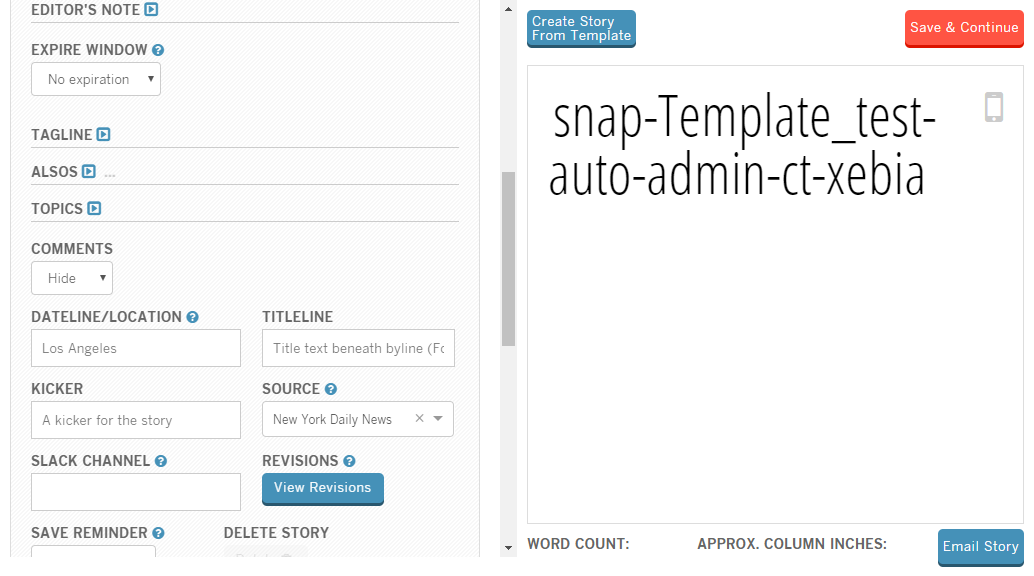 EDITOR'S NOTE
EXPIRE WINDOW
No expiration
TAGLINE
ALSOS ...
TOPICS
COMMENTS
Hide
DATELINE/LOCATION
TITLELINE
Los Angeles
Title text beneath byline (Fo
KICKER
SOURCE
A kicker for the story
New York Daily News ×
SLACK CHANNEL
REVISIONS
View Revisions
SAVE REMINDER
DELETE STORY
Create Story
From Template
Save & Continue
snap-Template_test-
auto-admin-ct-xebia
WORD COUNT:
APPROX. COLUMN INCHES:
Email Story